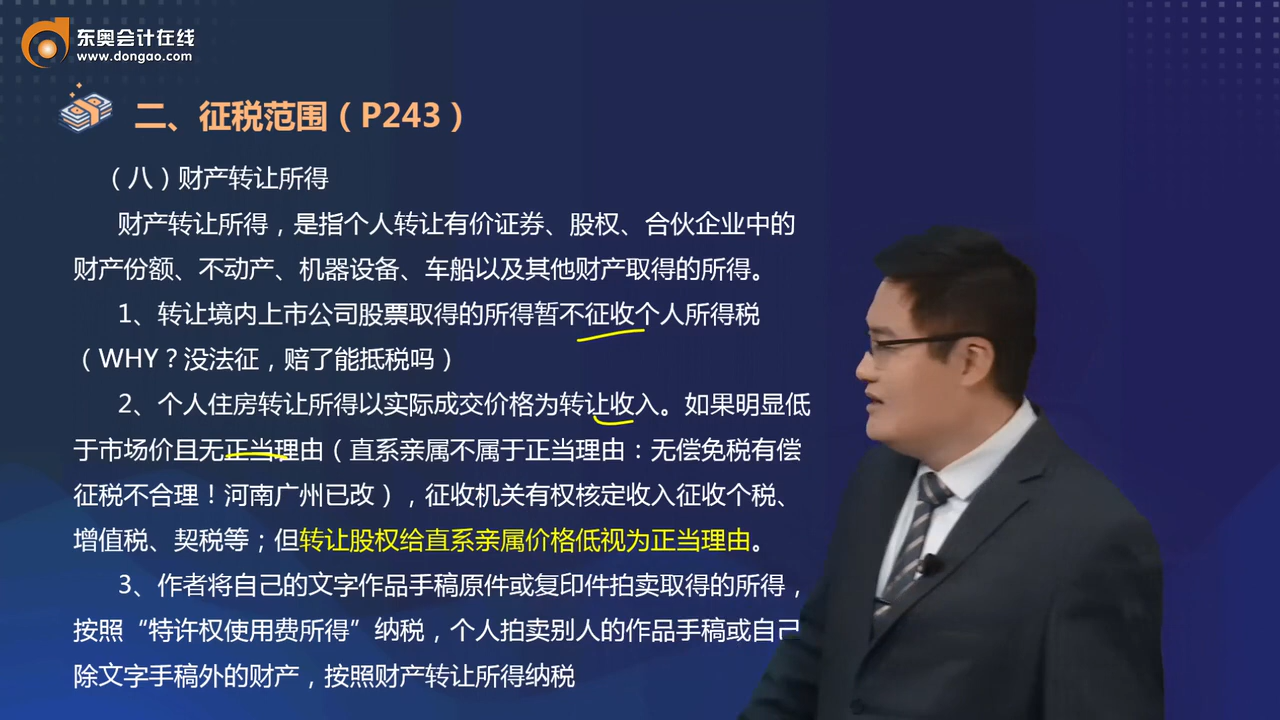 东奥会计在线
www.dongao.com
二、征税范围（P243）
（八）财产转让所得
财产转让所得，是指个人转让有价证券、股权、合伙企业中的
财产份额、不动产、机器设备、车船以及其他财产取得的所得。
1、转让境内上市公司股票取得的所得暂不征收个人所得税
（WHY？没法征，赔了能抵税吗）
2、个人住房转让所得以实际成交价格为转让收入。如果明显低
于市场价且无正当理由（直系亲属不属于正当理由：无偿免税有偿
征税不合理！河南广州已改），征收机关有权核定收入征收个税、
增值税、契税等；但转让股权给直系亲属价格低视为正当理由。
3、作者将自己的文字作品手稿原件或复印件拍卖取得的所得，
按照“特许权使用费所得”纳税，个人拍卖别人的作品手稿或自己
除文字手稿外的财产，按照财产转让所得纳税